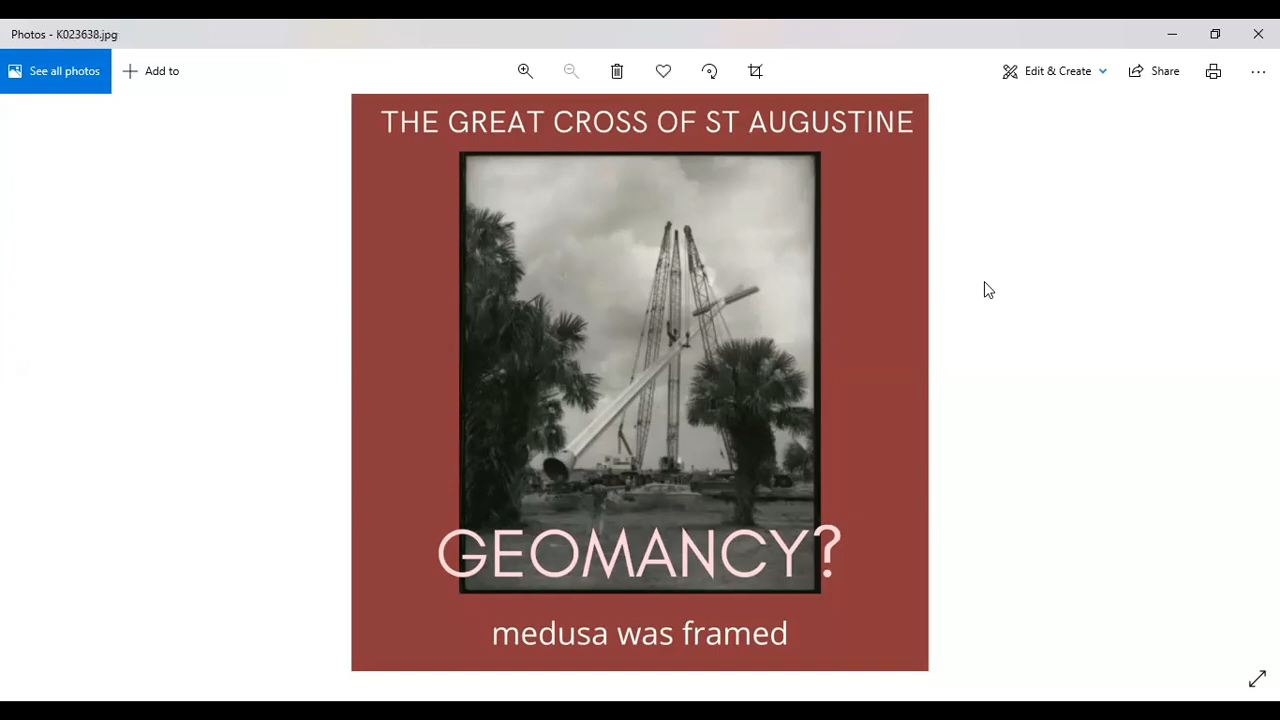 Photos - K023638.jpg
See all photos
Add to
Edit & Create
Share
THE GREAT CROSS OF ST AUGUSTINE
GEOMANCY?
medusa was framed